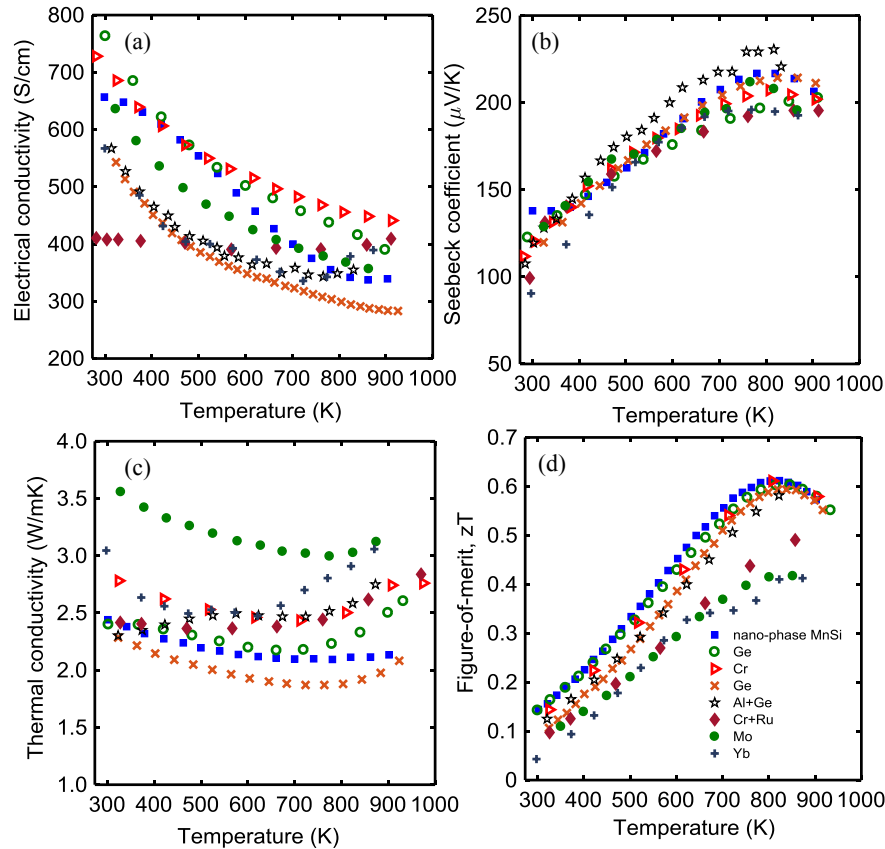 (a)
Electrical conductivity (S/cm)
800
700
600
500
400
300
200
300 400 500 600 700 800 900 1000
Temperature (K)
(b)
Seebeck coefficient (μV/K)
250
200
150
100
50
300 400 500 600 700 800 900 1000
Temperature (K)
(c)
Thermal conductivity (W/mK)
4.0
3.5
3.0
2.5
2.0
1.5
1.0
300 400 500 600 700 800 900 1000
Temperature (K)
(d)
Figure-of-merit, zT
0.7
0.6
0.5
0.4
0.3
0.2
0.1
0
nano-phase MnSi
Ge
Cr
Ge
Al+Ge
Cr+Ru
Mo
Yb
300 400 500 600 700 800 900 1000
Temperature (K)